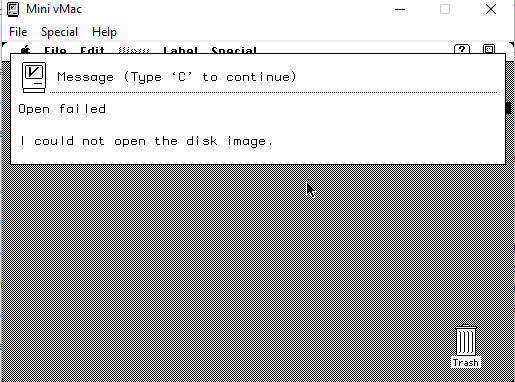 Mini vMac
File Special Help
File Edit View Label Special
Message (Type ‘C’ to continue)
Open failed
I could not open the disk image.
Trash